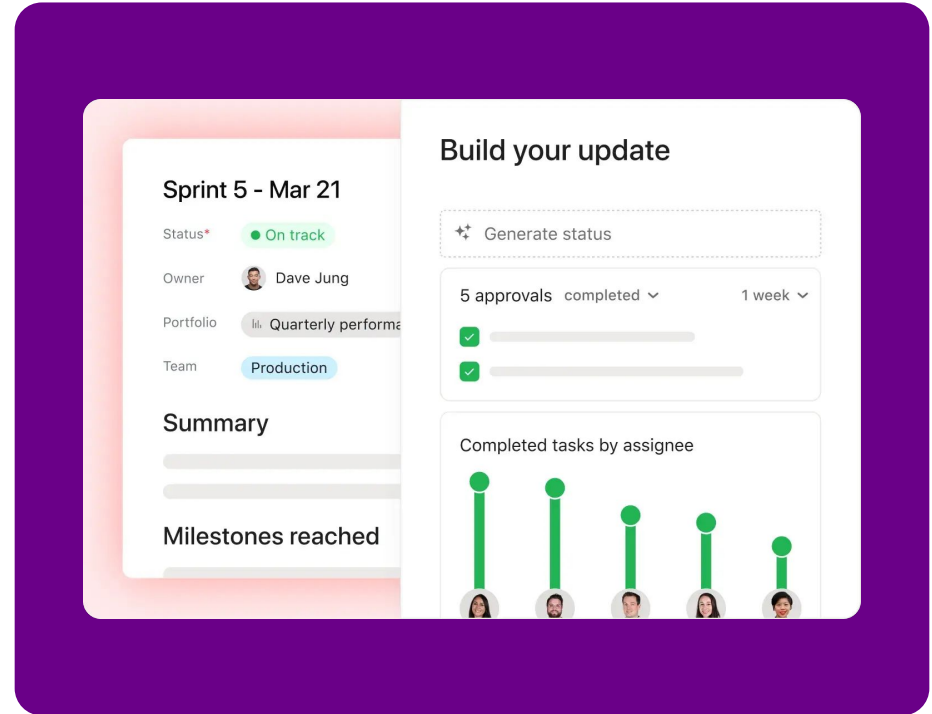 Sprint 5 - Mar 21
Status* On track
Owner Dave Jung
Portfolio Quarterly
Team Production
Summary
Milestones reached
Build your update
Generate status
5 approvals completed 1 week
Completed tasks by assignee